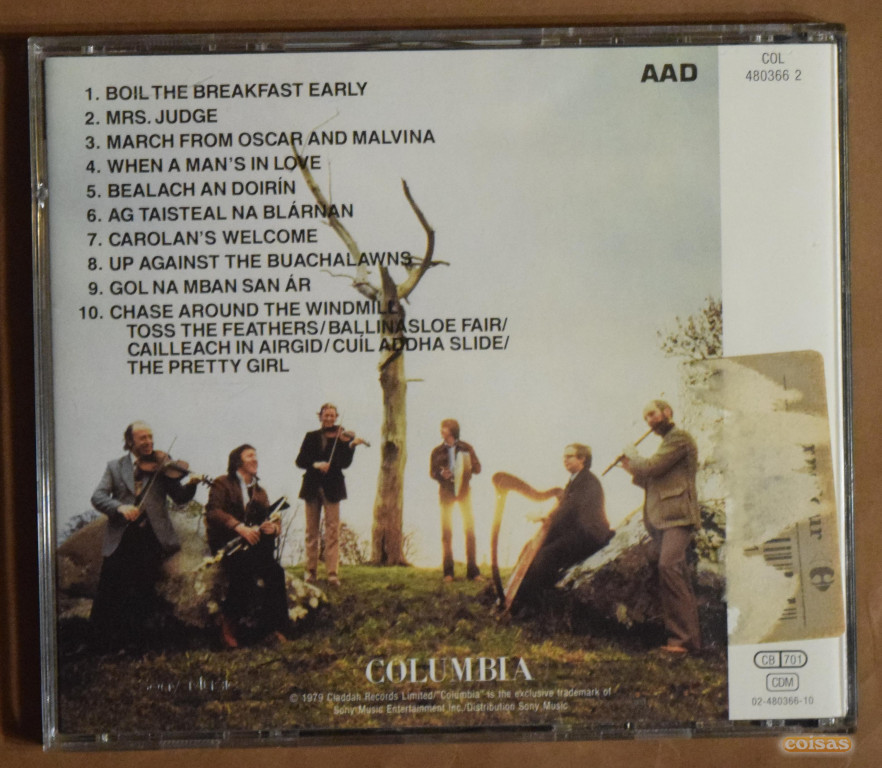 AAD
COL
480366 2
1. BOIL THE BREAKFAST EARLY
2. MRS. JUDGE
3. MARCH FROM OSCAR AND MALVINA
4. WHEN A MAN'S IN LOVE
5. BEALACH AN DOIRÍN
6. AG TAISTEAL NA BLÁRNAN
7. CAROLAN'S WELCOME
8. UP AGAINST THE BUACHALAWNS
9. GOL NA MBAN SAN ÁR
10. CHASE AROUND THE WINDMILL
TOSS THE FEATHERS/BALLINASLOE FAIR/
CAILLEACH IN AIRGID/CUÍL ADDHA SLIDE/
THE PRETTY GIRL
COLUMBIA
© 1979 Claddah Records Limited/"Columbia" is the exclusive trademark of
Sony Music Entertainment Inc./Distribution Sony Music
CB 701
CDM
02-480366-10
coisas